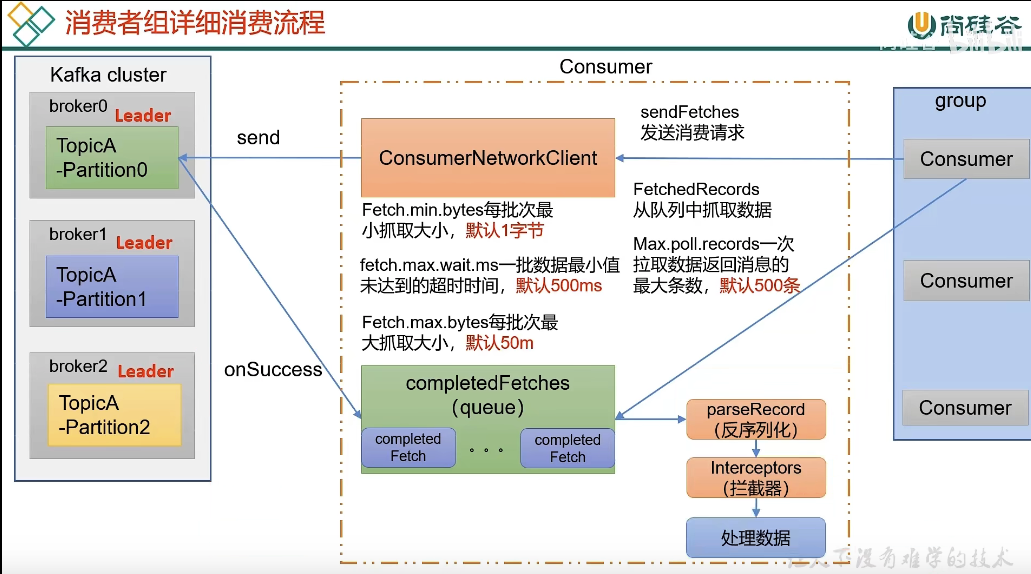 消费者组详细消费流程
尚硅谷
Kafka cluster
broker0
Leader
TopicA
-Partition0
broker1
Leader
TopicA
-Partition1
broker2
Leader
TopicA
-Partition2
send
onSuccess
Consumer
ConsumerNetworkClient
Fetch.min.bytes每批次最
小抓取大小，默认1字节
fetch.max.wait.ms一批数据最小值
未达到的超时时间，默认500ms
Fetch.max.bytes每批次最
大抓取大小，默认50m
completedFetches
（queue）
completed
Fetch
。。。
completed
Fetch
sendFetches
发送消费请求
FetchedRecords
从队列中抓取数据
Max.poll.records一次
拉取数据返回消息的
最大条数，默认500条
parseRecord
（反序列化）
Interceptors
（拦截器）
处理数据
group
Consumer
Consumer
Consumer
让天下没有难学的技术